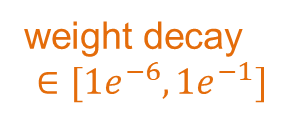 weight decay
∈ [1e⁻⁶, 1e⁻¹]